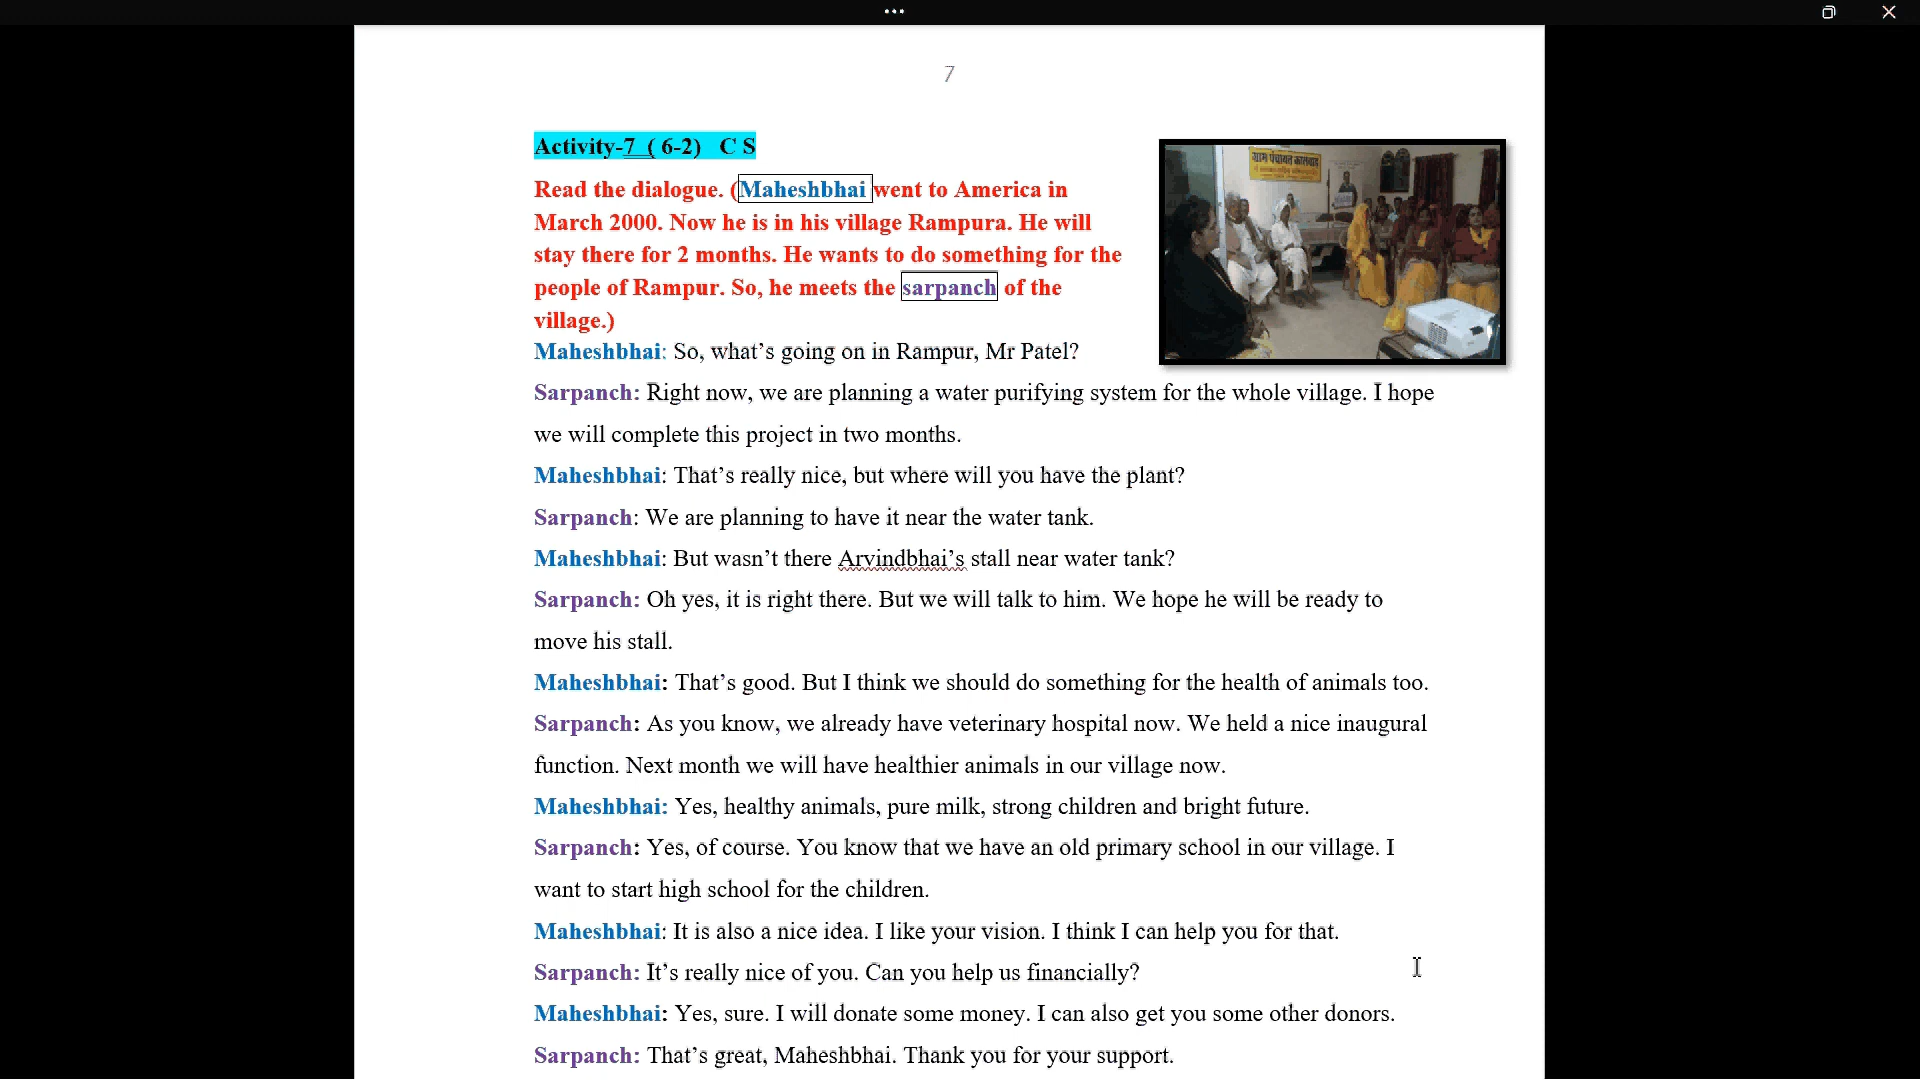 7
Activity-7 ( 6-2) C S
Read the dialogue. (Maheshbhai went to America in
March 2000. Now he is in his village Rampura. He will
stay there for 2 months. He wants to do something for the
people of Rampur. So, he meets the sarpanch of the
village.)
ग्राम पंचायत कालवाड़
Maheshbhai: So, what’s going on in Rampur, Mr Patel?
Sarpanch: Right now, we are planning a water purifying system for the whole village. I hope
we will complete this project in two months.
Maheshbhai: That’s really nice, but where will you have the plant?
Sarpanch: We are planning to have it near the water tank.
Maheshbhai: But wasn’t there Arvindbhai’s stall near water tank?
Sarpanch: Oh yes, it is right there. But we will talk to him. We hope he will be ready to
move his stall.
Maheshbhai: That’s good. But I think we should do something for the health of animals too.
Sarpanch: As you know, we already have veterinary hospital now. We held a nice inaugural
function. Next month we will have healthier animals in our village now.
Maheshbhai: Yes, healthy animals, pure milk, strong children and bright future.
Sarpanch: Yes, of course. You know that we have an old primary school in our village. I
want to start high school for the children.
Maheshbhai: It is also a nice idea. I like your vision. I think I can help you for that.
Sarpanch: It’s really nice of you. Can you help us financially?
Maheshbhai: Yes, sure. I will donate some money. I can also get you some other donors.
Sarpanch: That’s great, Maheshbhai. Thank you for your support.